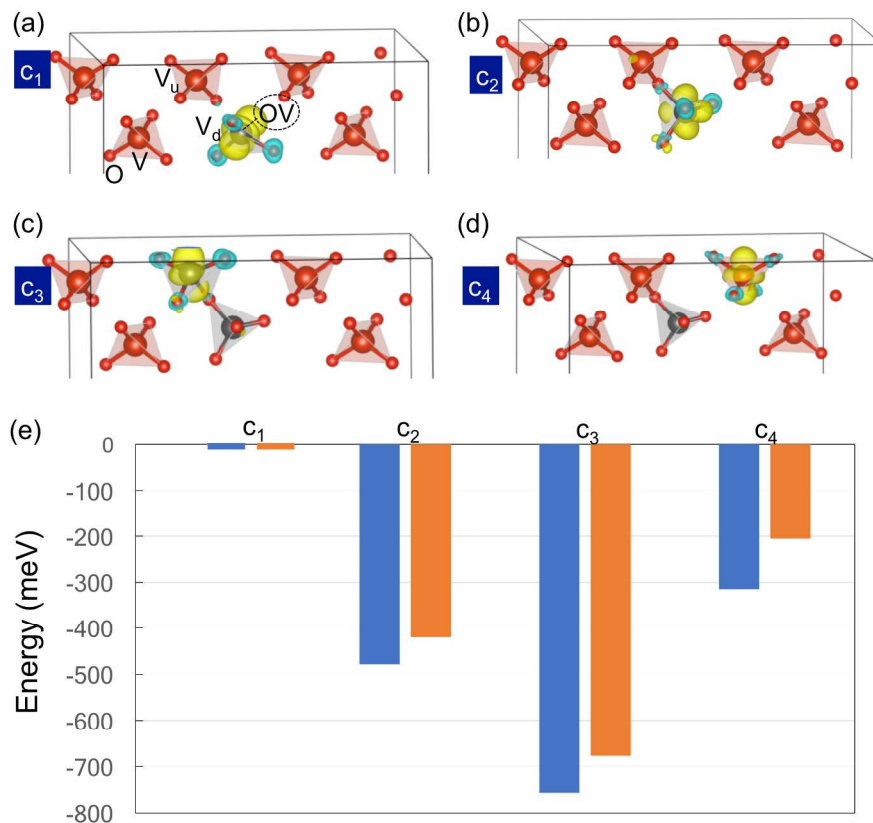 (a)
(b)
c1
Vu
OV
Vd
O
V
c2
(c)
(d)
c3
c4
(e)
c1
c2
c3
c4
0
-100
-200
-300
-400
-500
-600
-700
-800
Energy (meV)